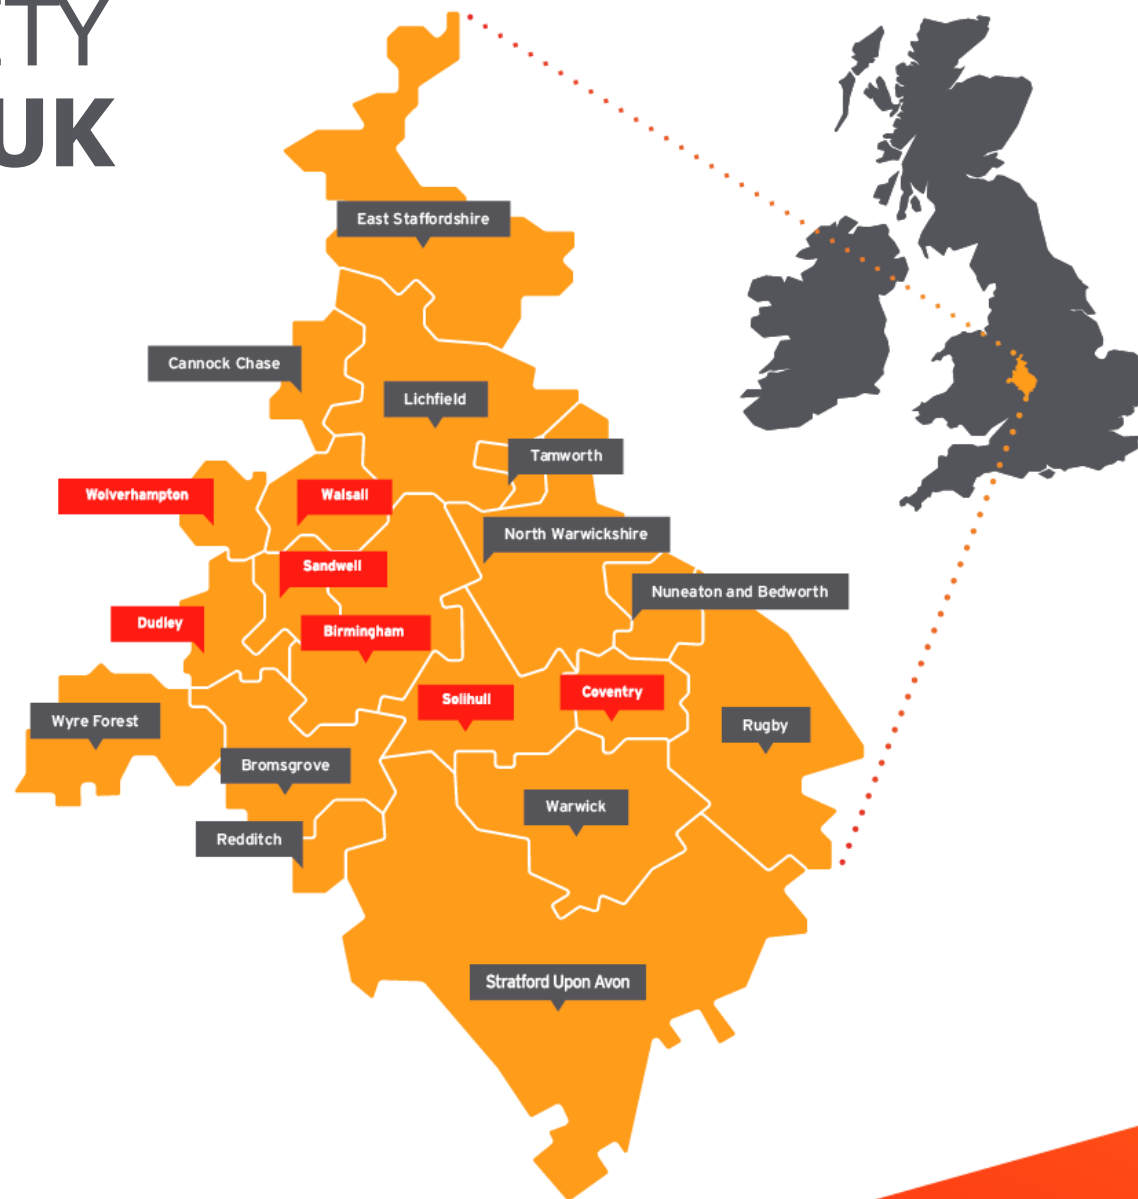 UK
East Staffordshire
Cannock Chase
Lichfield
Tamworth
Wolverhampton
Walsall
North Warwickshire
Sandwell
Nuneaton and Bedworth
Dudley
Birmingham
Solihull
Coventry
Wyre Forest
Rugby
Bromsgrove
Warwick
Redditch
Stratford Upon Avon